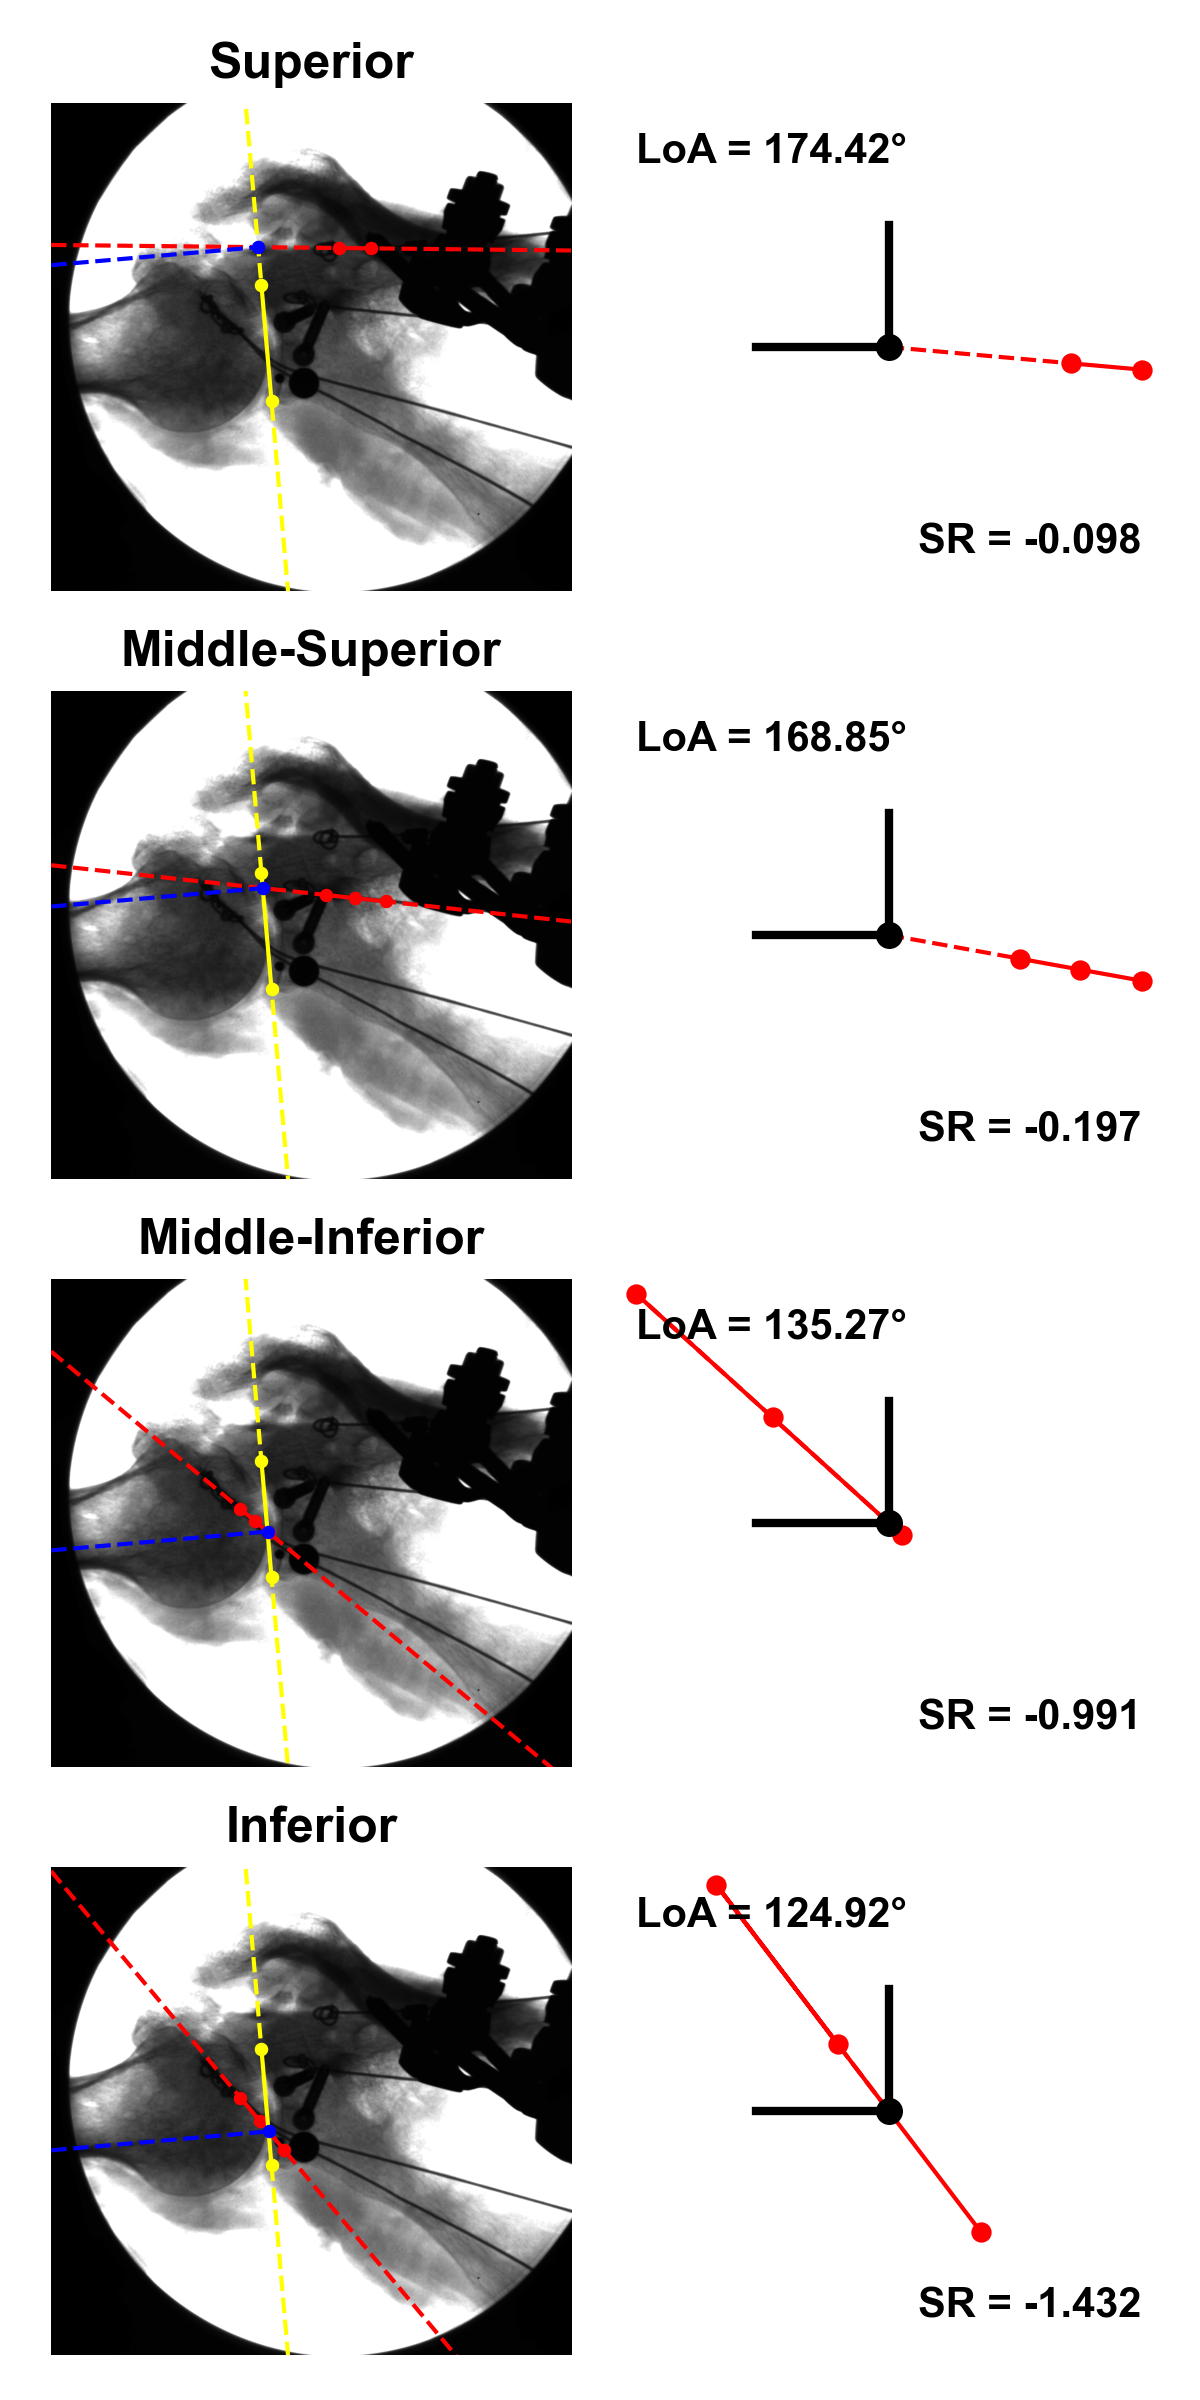 Superior
LoA = 174.42°
SR = -0.098
Middle-Superior
LoA = 168.85°
SR = -0.197
Middle-Inferior
LoA = 135.27°
SR = -0.991
Inferior
LoA = 124.92°
SR = -1.432